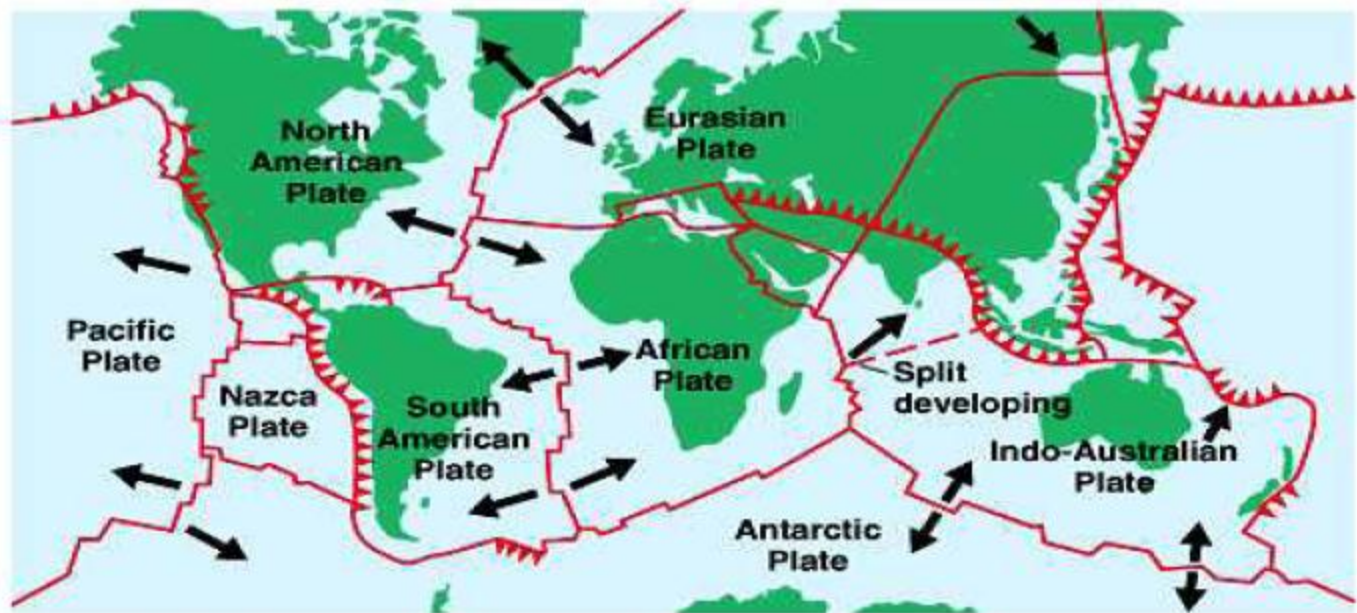 North
American
Plate
Eurasian
Plate
Pacific
Plate
Nazca
Plate
South
American
Plate
African
Plate
Split
developing
Indo-Australian
Plate
Antarctic
Plate